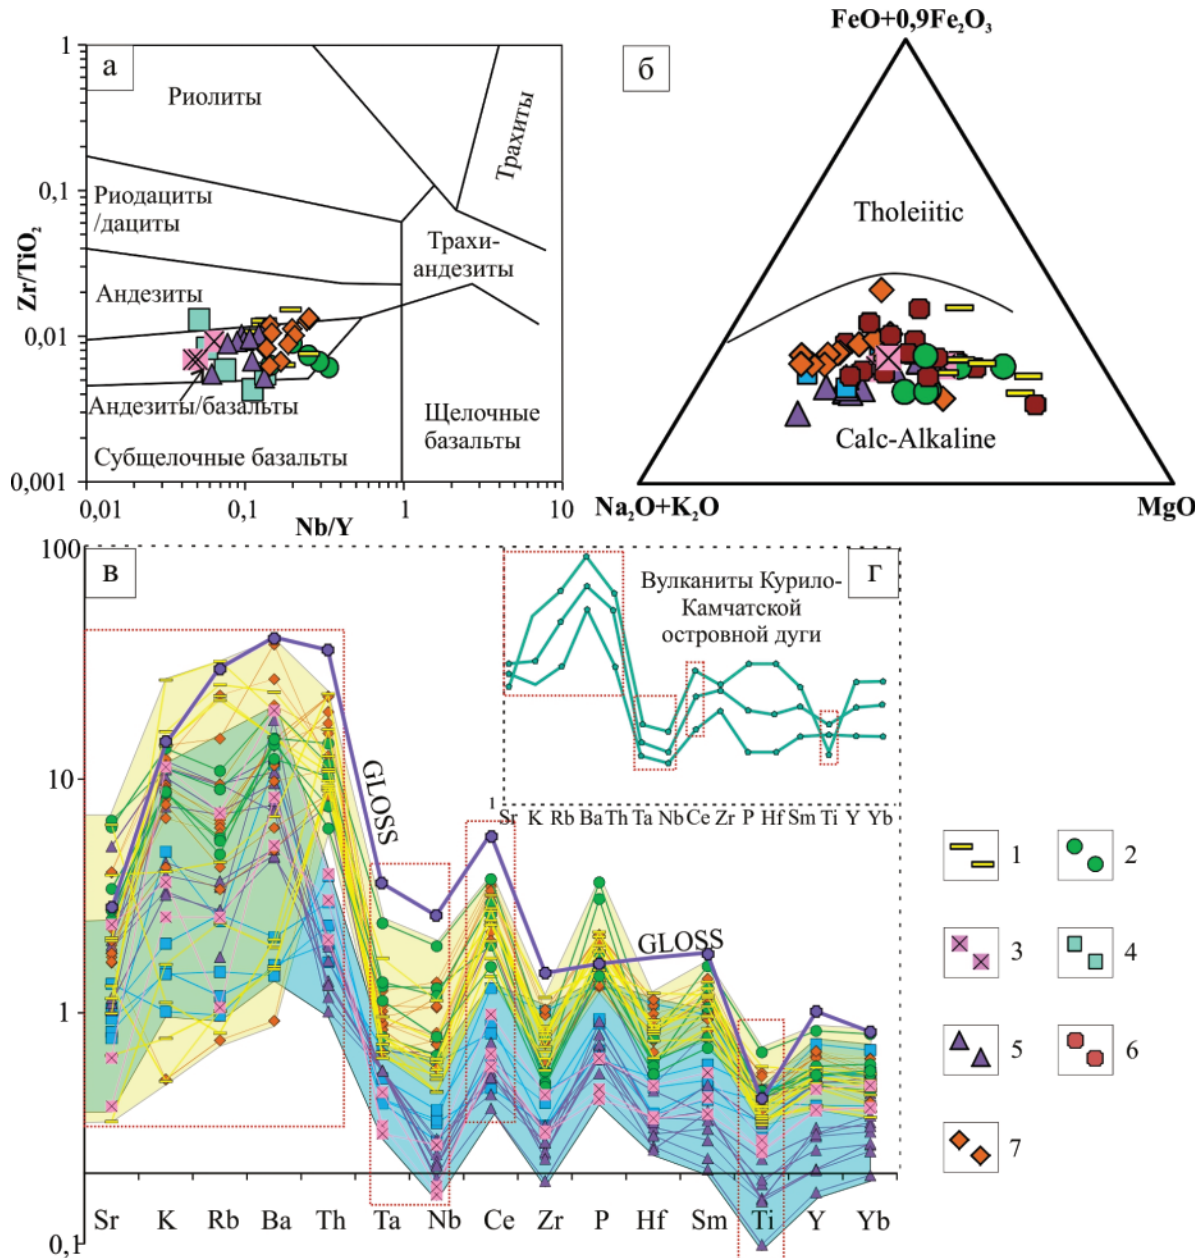 а
1
0,1
0,01
0,001
Zr/TiO₂
Риолиты
Трахиты
Риодациты
/дациты
Трахи-
андезиты
Андезиты
Андезиты/базальты
Щелочные
базальты
Субщелочные базальты
0,01
0,1
1
10
Nb/Y
б
FeO+0,9Fe₂O₃
Tholeiitic
Calc-Alkaline
Na₂O+K₂O
MgO
в
100
10
1
0,1
GLOSS
GLOSS
Sr K Rb Ba Th Ta Nb Ce Zr P Hf Sm Ti Y Yb
г
Вулканиты Курило-
Камчатской
островной дуги
1
Sr K Rb Ba Th Ta Nb Ce Zr P Hf Sm Ti Y Yb
1
2
3
4
5
6
7